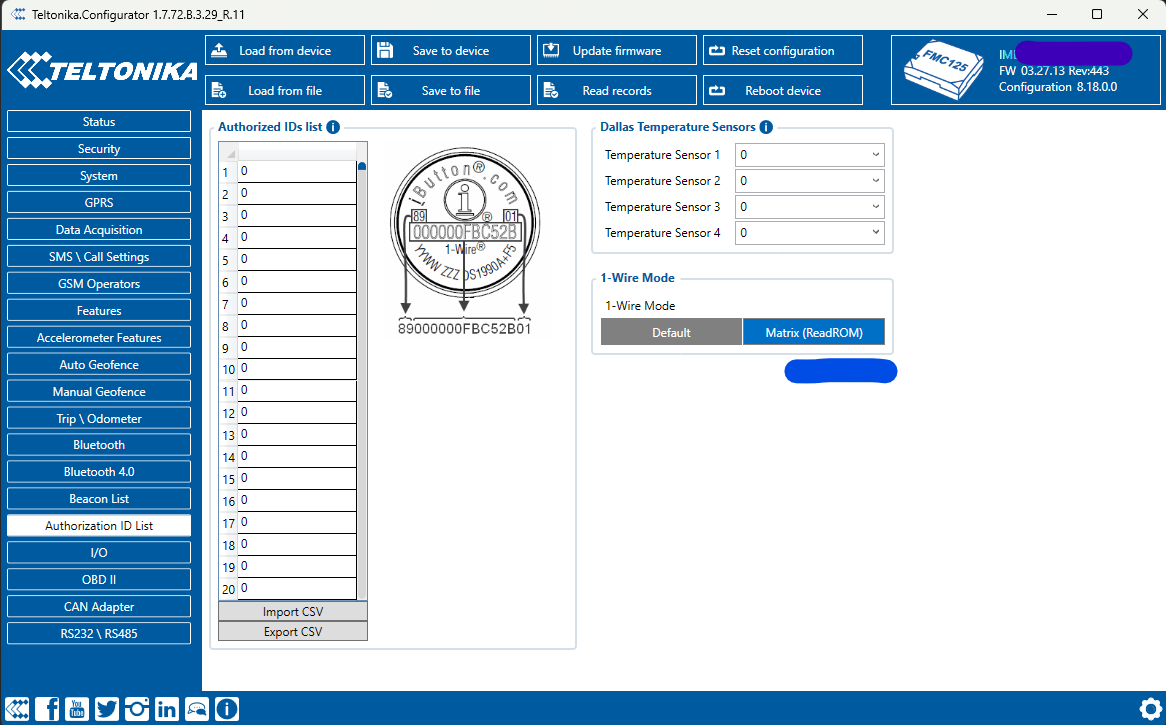 Teltonika.Configurator 1.7.72.B.3.29_R.11
TELTONIKA
Load from device
Save to device
Update firmware
Reset configuration
Load from file
Save to file
Read records
Reboot device
FMC125
IM
FW 03.27.13 Rev:443
Configuration 8.18.0.0
Status
Security
System
GPRS
Data Acquisition
SMS \ Call Settings
GSM Operators
Features
Accelerometer Features
Auto Geofence
Manual Geofence
Trip \ Odometer
Bluetooth
Bluetooth 4.0
Beacon List
Authorization ID List
I/O
OBD II
CAN Adapter
RS232 \ RS485
Authorized IDs list
1 0
2 0
3 0
4 0
5 0
6 0
7 0
8 0
9 0
10 0
11 0
12 0
13 0
14 0
15 0
16 0
17 0
18 0
19 0
20 0
Import CSV
Export CSV
iButton®.com
i
89 ® 01
000000FBC52B
1-Wire®
YYWW ZZZ DS1990A+F5
89000000FBC52B01
Dallas Temperature Sensors
Temperature Sensor 1 0
Temperature Sensor 2 0
Temperature Sensor 3 0
Temperature Sensor 4 0
1-Wire Mode
1-Wire Mode
Default
Matrix (ReadROM)
You
Tube
in